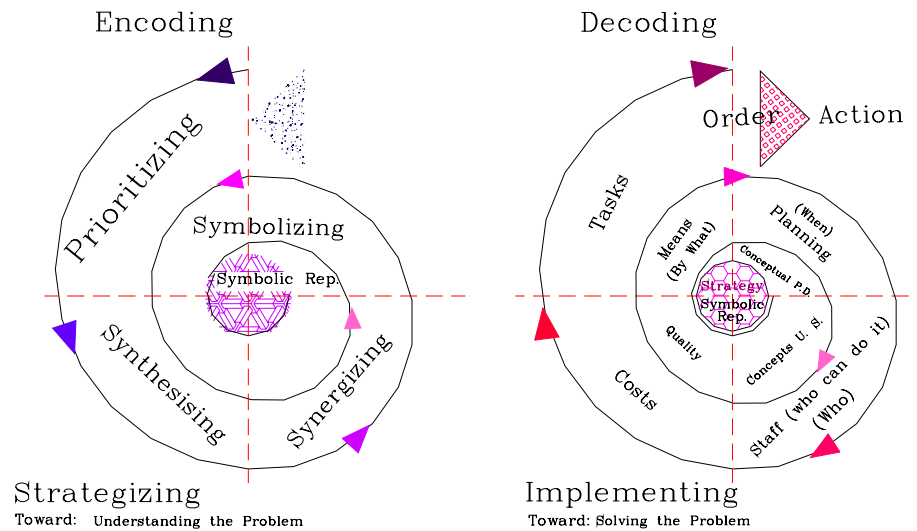 Encoding
Prioritizing
Symbolizing
Symbolic Rep.
Synthesising
Synergizing
Strategizing
Toward: Understanding the Problem
Decoding
Order
Action
Tasks
Means
(By What)
(When)
Planning
Conceptual P.D.
Strategy
Symbolic
Rep.
Quality
Concepts U. S.
Costs
Staff (who can do it)
(Who)
Implementing
Toward: Solving the Problem